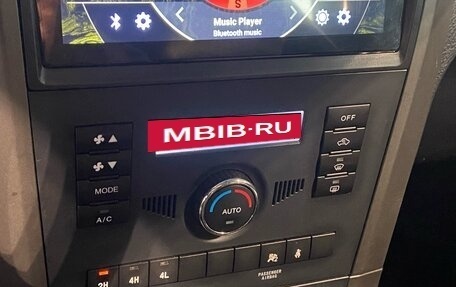 S
Music Player
Bluetooth music
MBIB-RU
OFF
MODE
A/C
AUTO
2H
4H
4L
PASSENGER
AIRBAG